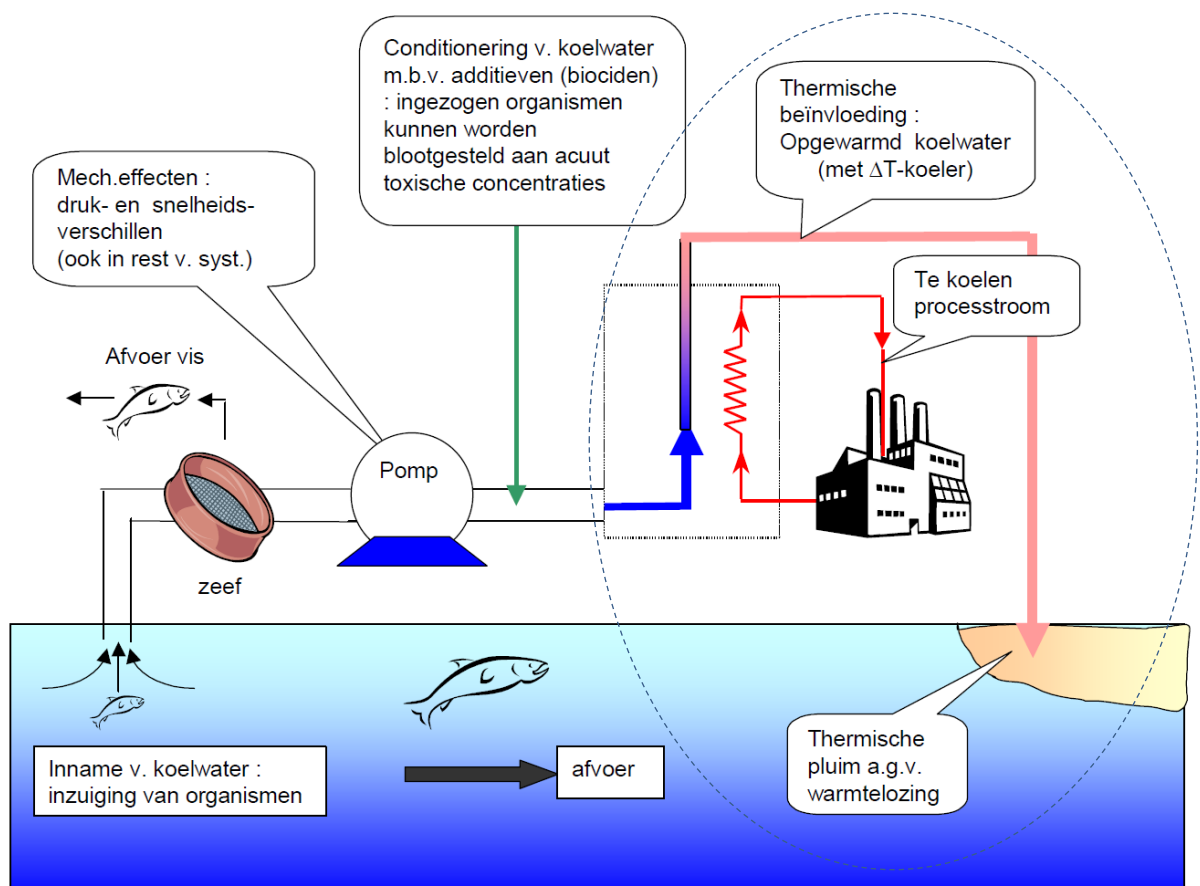 Conditionering v. koelwater
m.b.v. additieven (biociden)
: ingezogen organismen
kunnen worden
blootgesteld aan acuut
toxische concentraties
Thermische
beïnvloeding :
Opgewarmd koelwater
(met ΔT-koeler)
Mech.effecten :
druk- en snelheids-
verschillen
(ook in rest v. syst.)
Te koelen
processtroom
Afvoer vis
Pomp
zeef
Inname v. koelwater :
inzuiging van organismen
afvoer
Thermische
pluim a.g.v.
warmtelozing